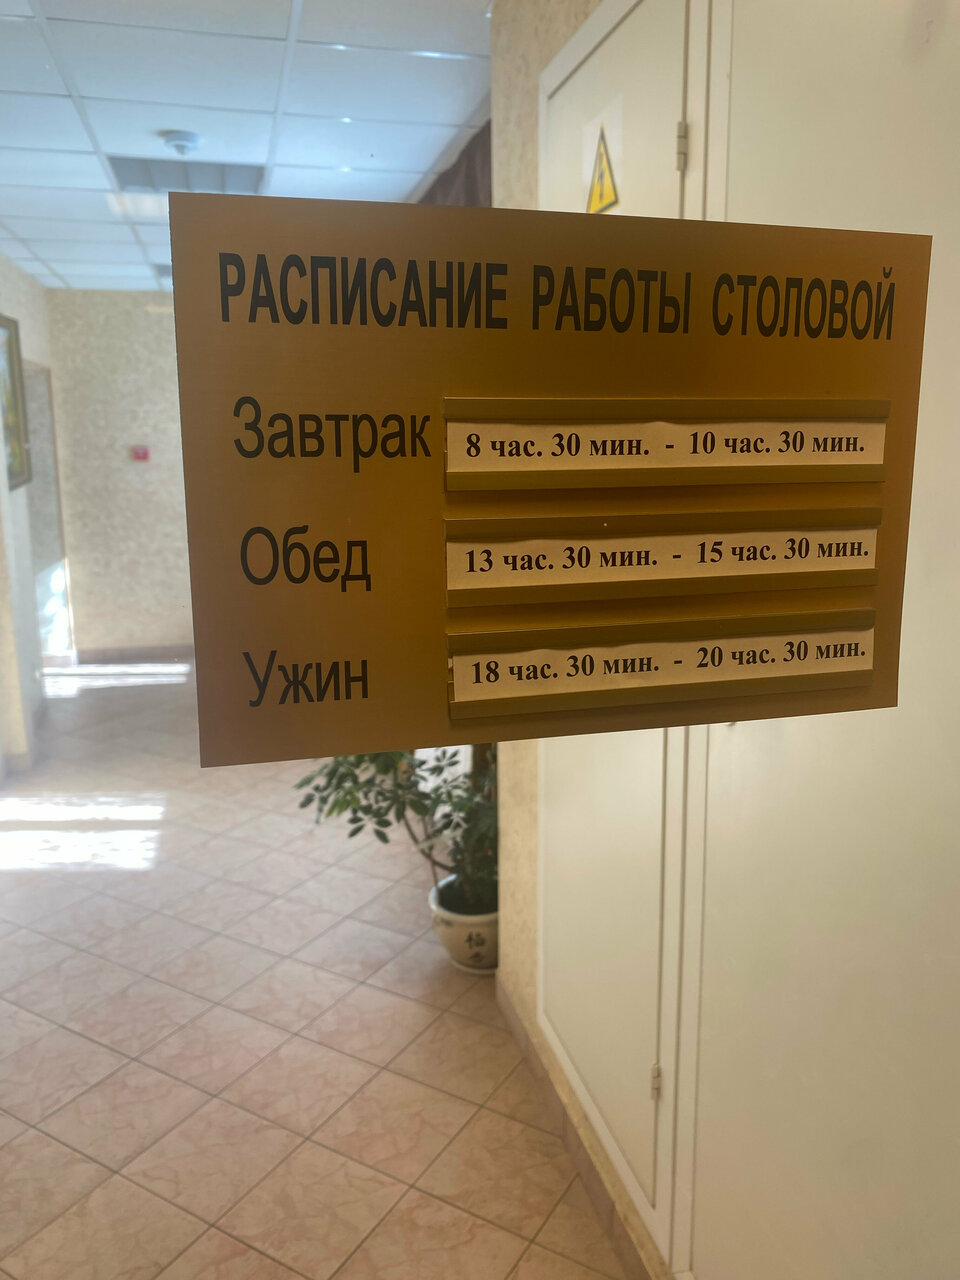 РАСПИСАНИЕ РАБОТЫ СТОЛОВОЙ
Завтрак 8 час. 30 мин. - 10 час. 30 мин.
Обед 13 час. 30 мин. - 15 час. 30 мин.
Ужин 18 час. 30 мин. - 20 час. 30 мин.
福